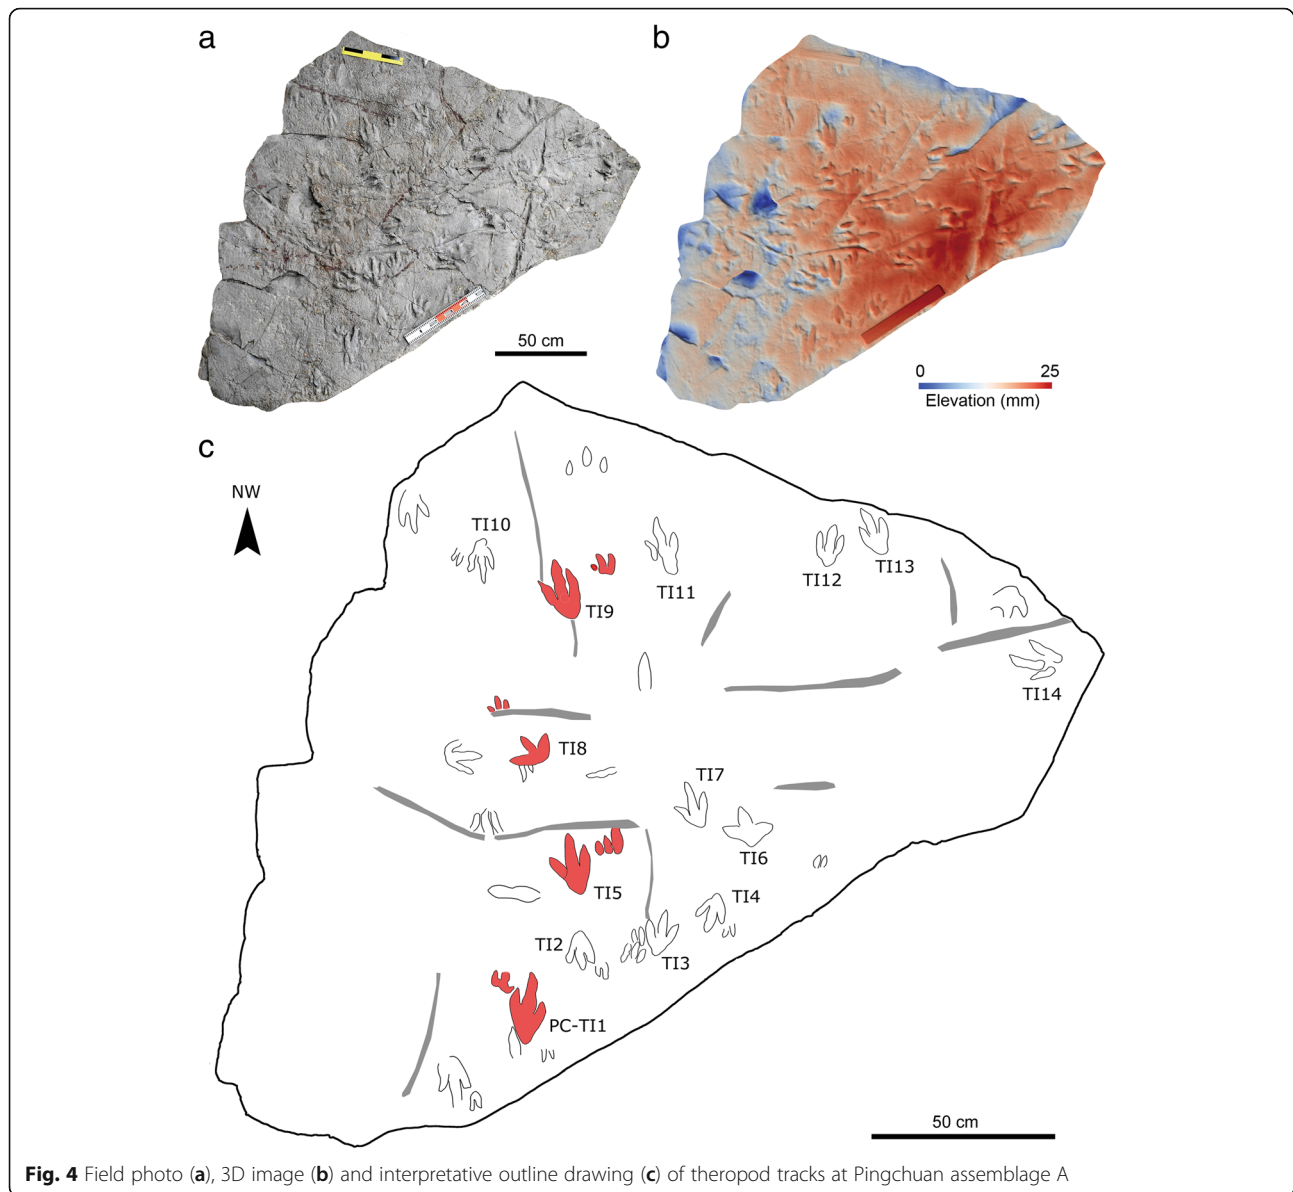 a
b
50 cm
0 25
Elevation (mm)
c
NW
TI10
TI9
TI11
TI12
TI13
TI14
TI8
TI7
TI6
TI5
TI4
TI2
TI3
PC-TI1
50 cm
Fig. 4 Field photo (a), 3D image (b) and interpretative outline drawing (c) of theropod tracks at Pingchuan assemblage A